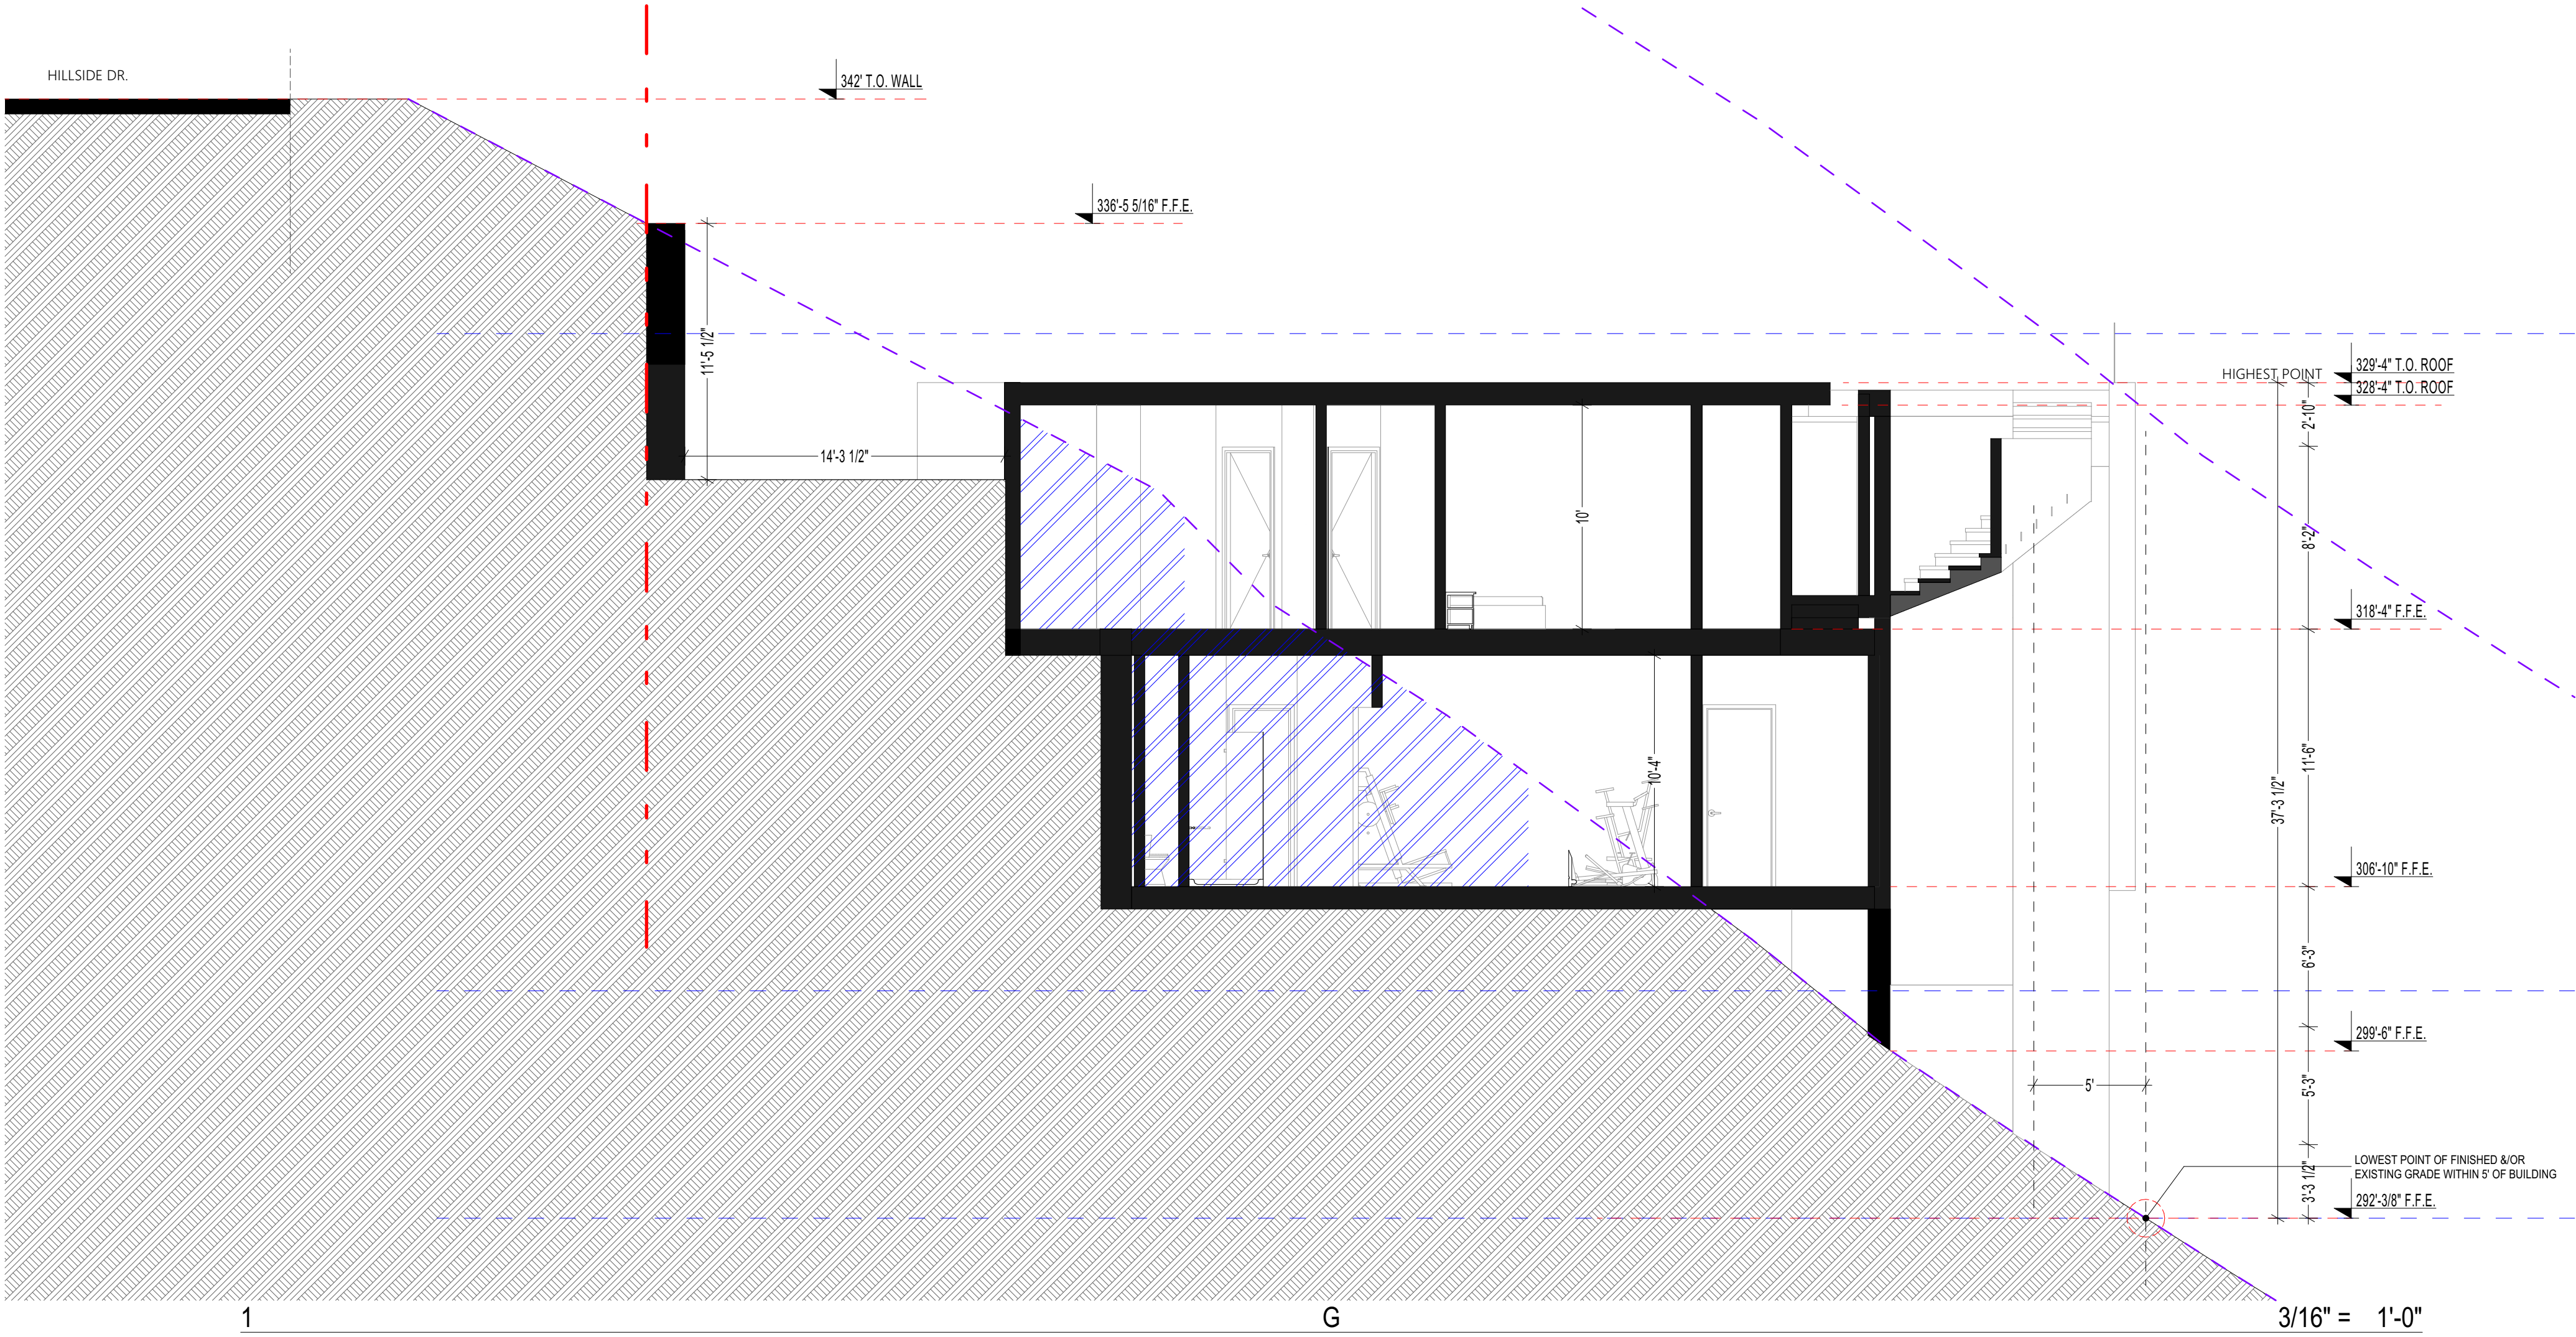 HILLSIDE DR.
342' T.O. WALL
336'-5 5/16" F.F.E.
11'-5 1/2"
14'-3 1/2"
HIGHEST POINT
329'-4" T.O. ROOF
328'-4" T.O. ROOF
2'-10"
10'
8'-2"
318'-4" F.F.E.
10'-4"
11'-6"
37'-3 1/2"
306'-10" F.F.E.
6'-3"
299'-6" F.F.E.
5'
5'-3"
LOWEST POINT OF FINISHED &/OR
EXISTING GRADE WITHIN 5' OF BUILDING
3'-3 1/2"
292'-3/8" F.F.E.
1
G
3/16" = 1'-0"